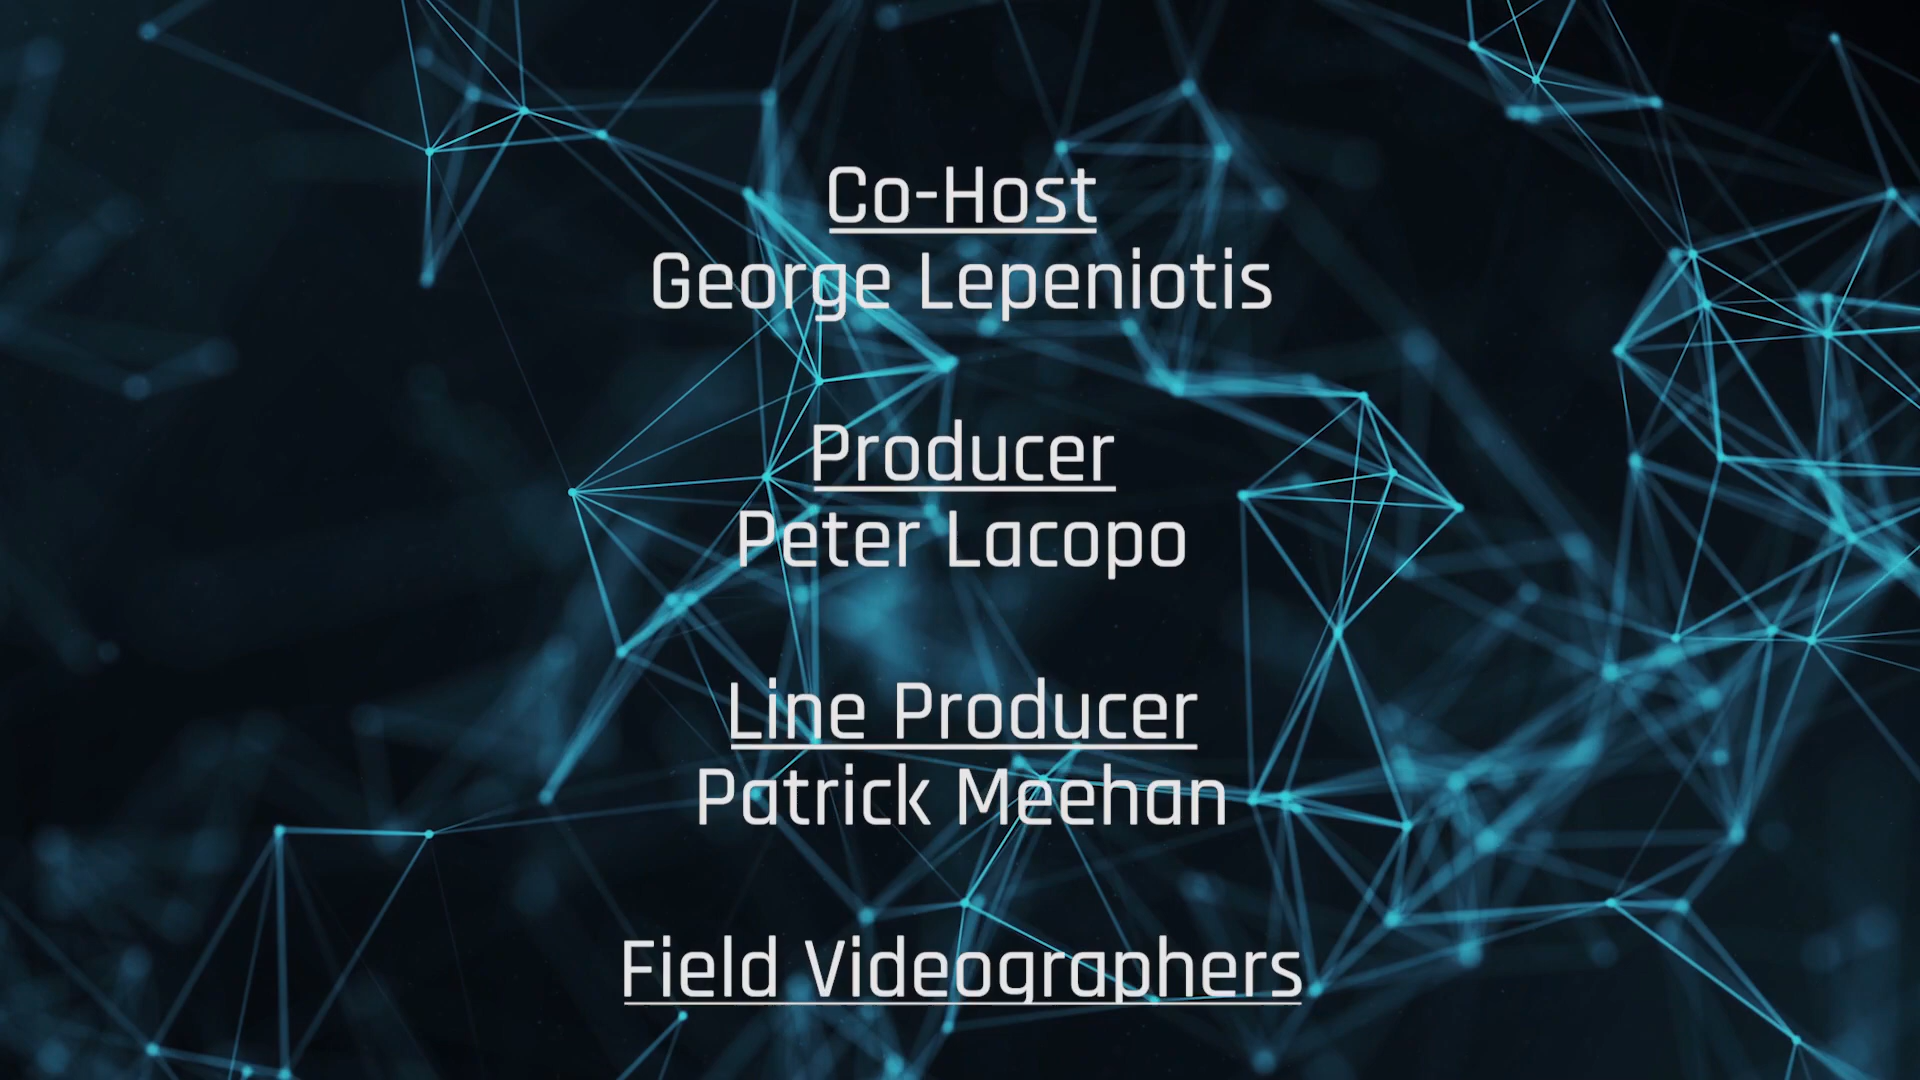 Co-Host
George Lepeniotis
Producer
Peter Lacopo
Line Producer
Patrick Meehan
Field Videographers